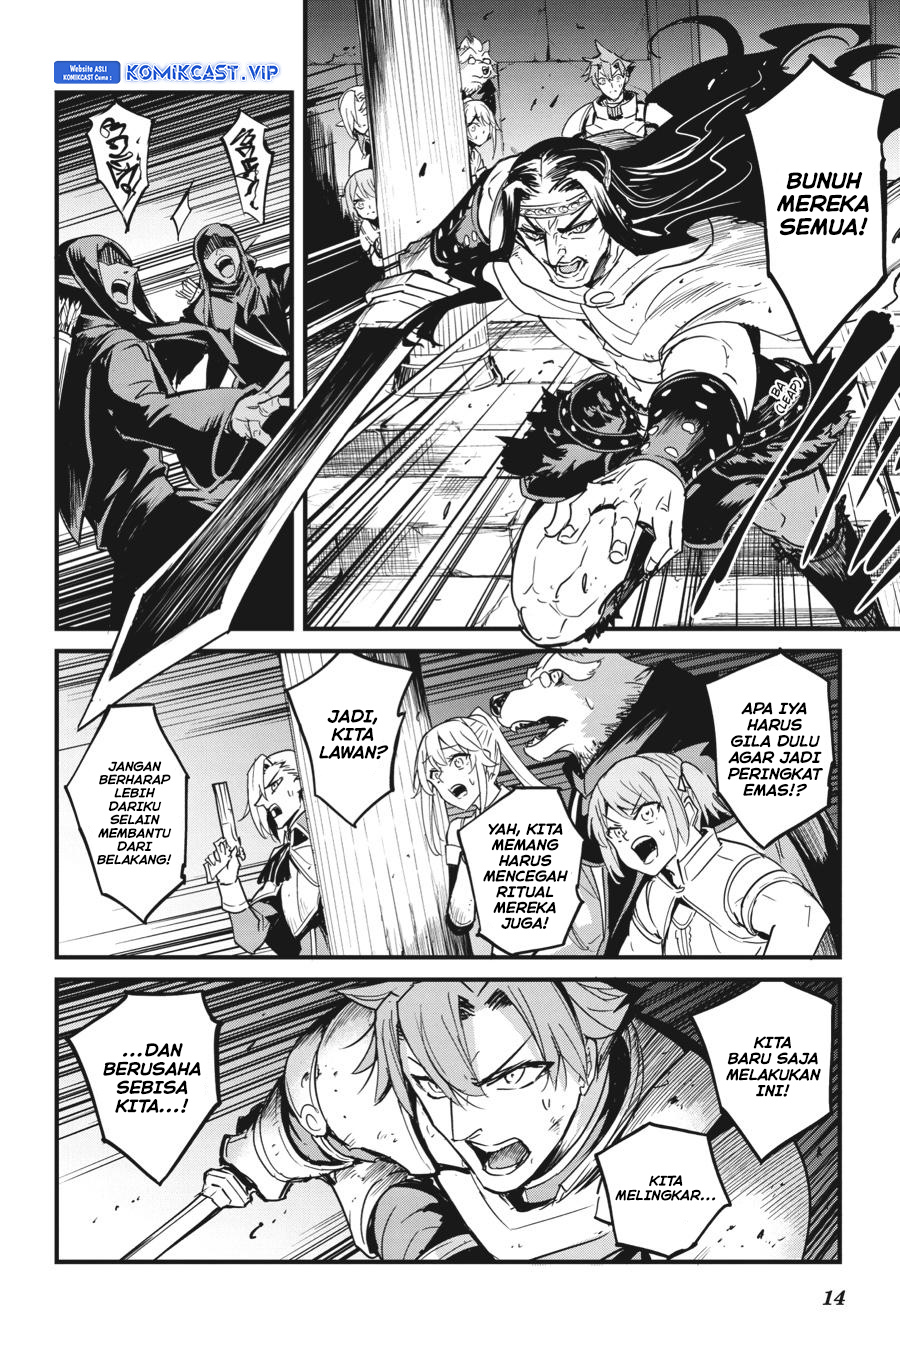 Website ASLI
KOMIKCAST Cuma :
KOMIKCAST.VIP
BUNUH
MEREKA
SEMUA!
BA
(LEAP)
APA IYA
HARUS
GILA DULU
AGAR JADI
PERINGKAT
EMAS!?
JADI,
KITA
LAWAN?
YAH, KITA
MEMANG
HARUS
MENCEGAH
RITUAL
MEREKA
JUGA!
JANGAN
BERHARAP
LEBIH
DARIKU
SELAIN
MEMBANTU
DARI
BELAKANG!
KITA
BARU SAJA
MELAKUKAN
INI!
KITA
MELINGKAR...
...DAN
BERUSAHA
SEBISA
KITA...!
14